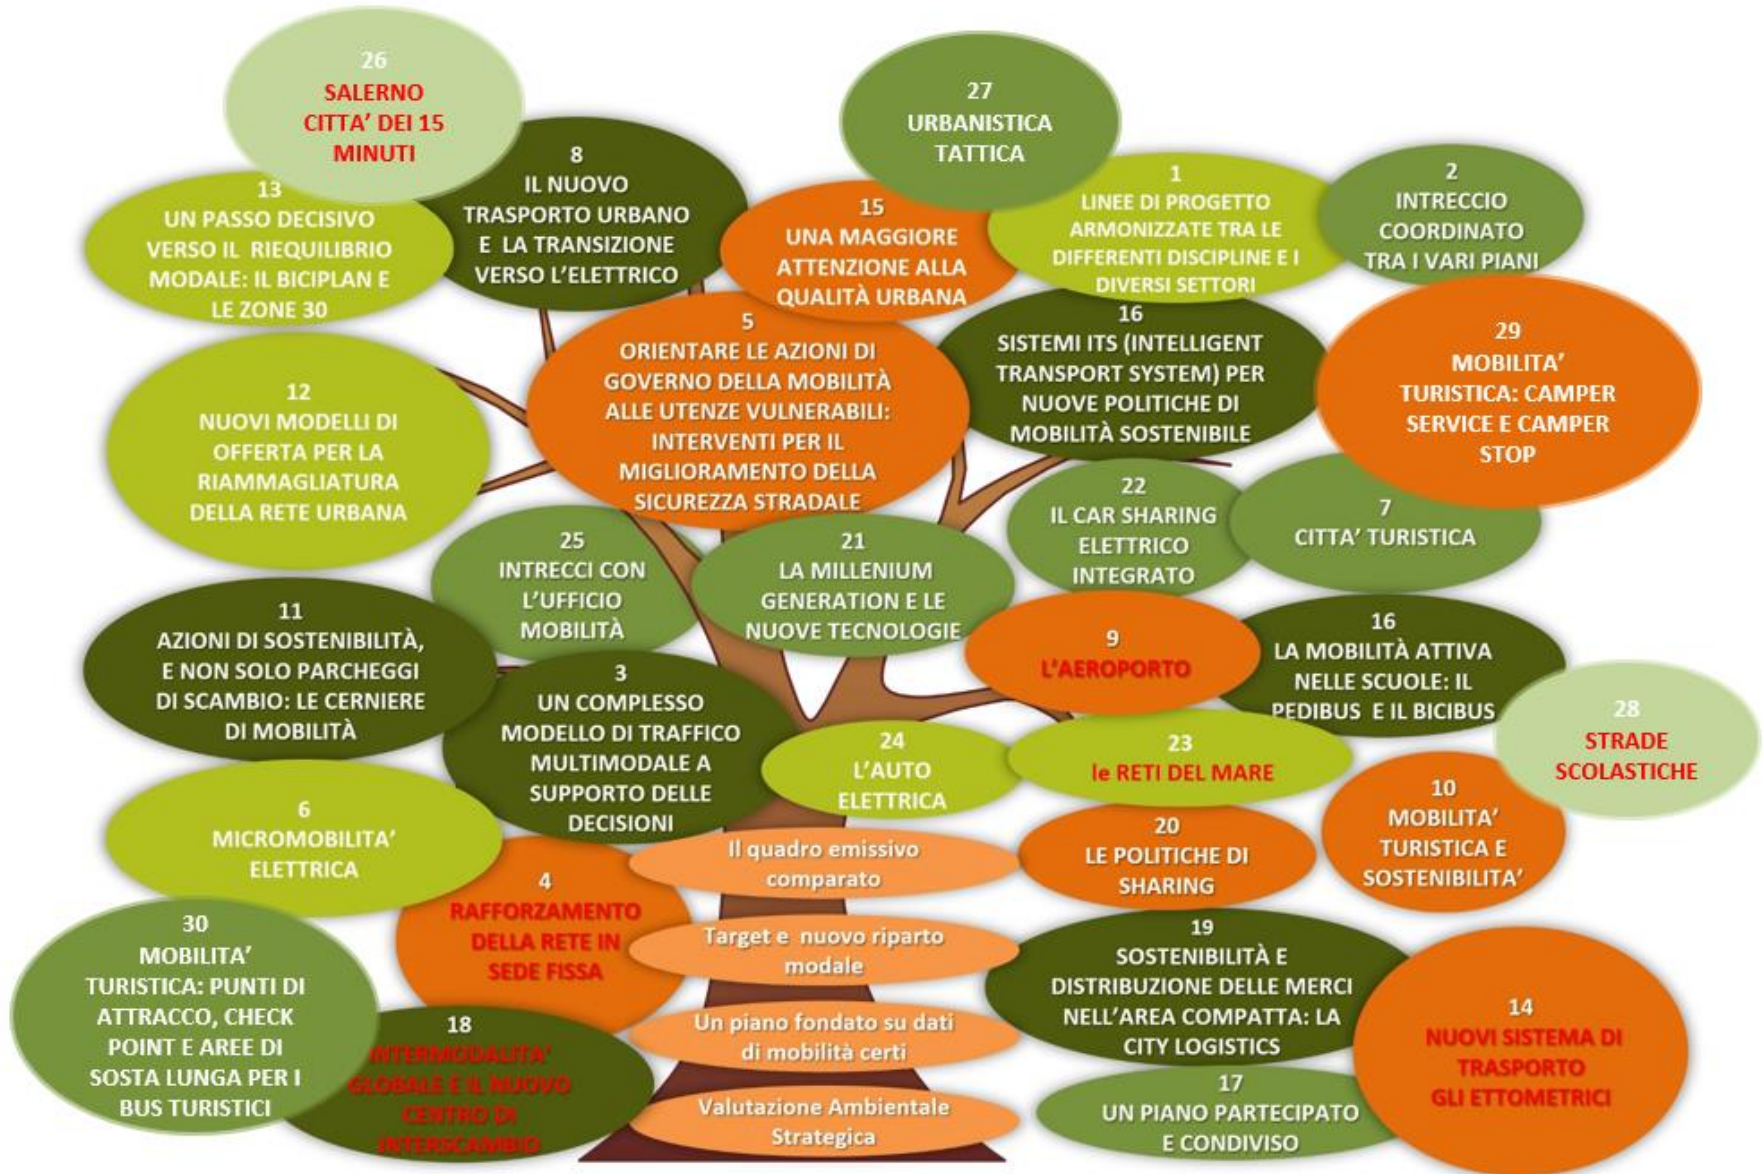 26
SALERNO
CITTA' DEI 15
MINUTI
27
URBANISTICA
TATTICA
8
IL NUOVO
TRASPORTO URBANO
E LA TRANSIZIONE
VERSO L'ELETTRICO
13
UN PASSO DECISIVO
VERSO IL RIEQUILIBRIO
MODALE: IL BICIPLAN E
LE ZONE 30
15
UNA MAGGIORE
ATTENZIONE ALLA
QUALITÀ URBANA
1
LINEE DI PROGETTO
ARMONIZZATE TRA LE
DIFFERENTI DISCIPLINE E I
DIVERSI SETTORI
2
INTRECCIO
COORDINATO
TRA I VARI PIANI
5
ORIENTARE LE AZIONI DI
GOVERNO DELLA MOBILITÀ
ALLE UTENZE VULNERABILI:
INTERVENTI PER IL
MIGLIORAMENTO DELLA
SICUREZZA STRADALE
16
SISTEMI ITS (INTELLIGENT
TRANSPORT SYSTEM) PER
NUOVE POLITICHE DI
MOBILITÀ SOSTENIBILE
29
MOBILITA'
TURISTICA: CAMPER
SERVICE E CAMPER
STOP
12
NUOVI MODELLI DI
OFFERTA PER LA
RIAMMAGLIATURA
DELLA RETE URBANA
22
IL CAR SHARING
ELETTRICO
INTEGRATO
7
CITTA' TURISTICA
25
INTRECCI CON
L'UFFICIO
MOBILITÀ
21
LA MILLENIUM
GENERATION E LE
NUOVE TECNOLOGIE
11
AZIONI DI SOSTENIBILITÀ,
E NON SOLO PARCHEGGI
DI SCAMBIO: LE CERNIERE
DI MOBILITÀ
9
L'AEROPORTO
16
LA MOBILITÀ ATTIVA
NELLE SCUOLE: IL
PEDIBUS E IL BICIBUS
3
UN COMPLESSO
MODELLO DI TRAFFICO
MULTIMODALE A
SUPPORTO DELLE
DECISIONI
28
STRADE
SCOLASTICHE
24
L'AUTO
ELETTRICA
23
le RETI DEL MARE
10
MOBILITA'
TURISTICA E
SOSTENIBILITA'
6
MICROMOBILITA'
ELETTRICA
20
LE POLITICHE DI
SHARING
Il quadro emissivo
comparato
4
RAFFORZAMENTO
DELLA RETE IN
SEDE FISSA
Target e nuovo riparto
modale
30
MOBILITA'
TURISTICA: PUNTI DI
ATTRACCO, CHECK
POINT E AREE DI
SOSTA LUNGA PER I
BUS TURISTICI
19
SOSTENIBILITÀ E
DISTRIBUZIONE DELLE MERCI
NELL'AREA COMPATTA: LA
CITY LOGISTICS
14
NUOVI SISTEMA DI
TRASPORTO
GLI ETTOMETRICI
18
INTERMODALITA'
GLOBALE E IL NUOVO
CENTRO DI
INTERSCAMBIO
Un piano fondato su dati
di mobilità certi
17
UN PIANO PARTECIPATO
E CONDIVISO
Valutazione Ambientale
Strategica